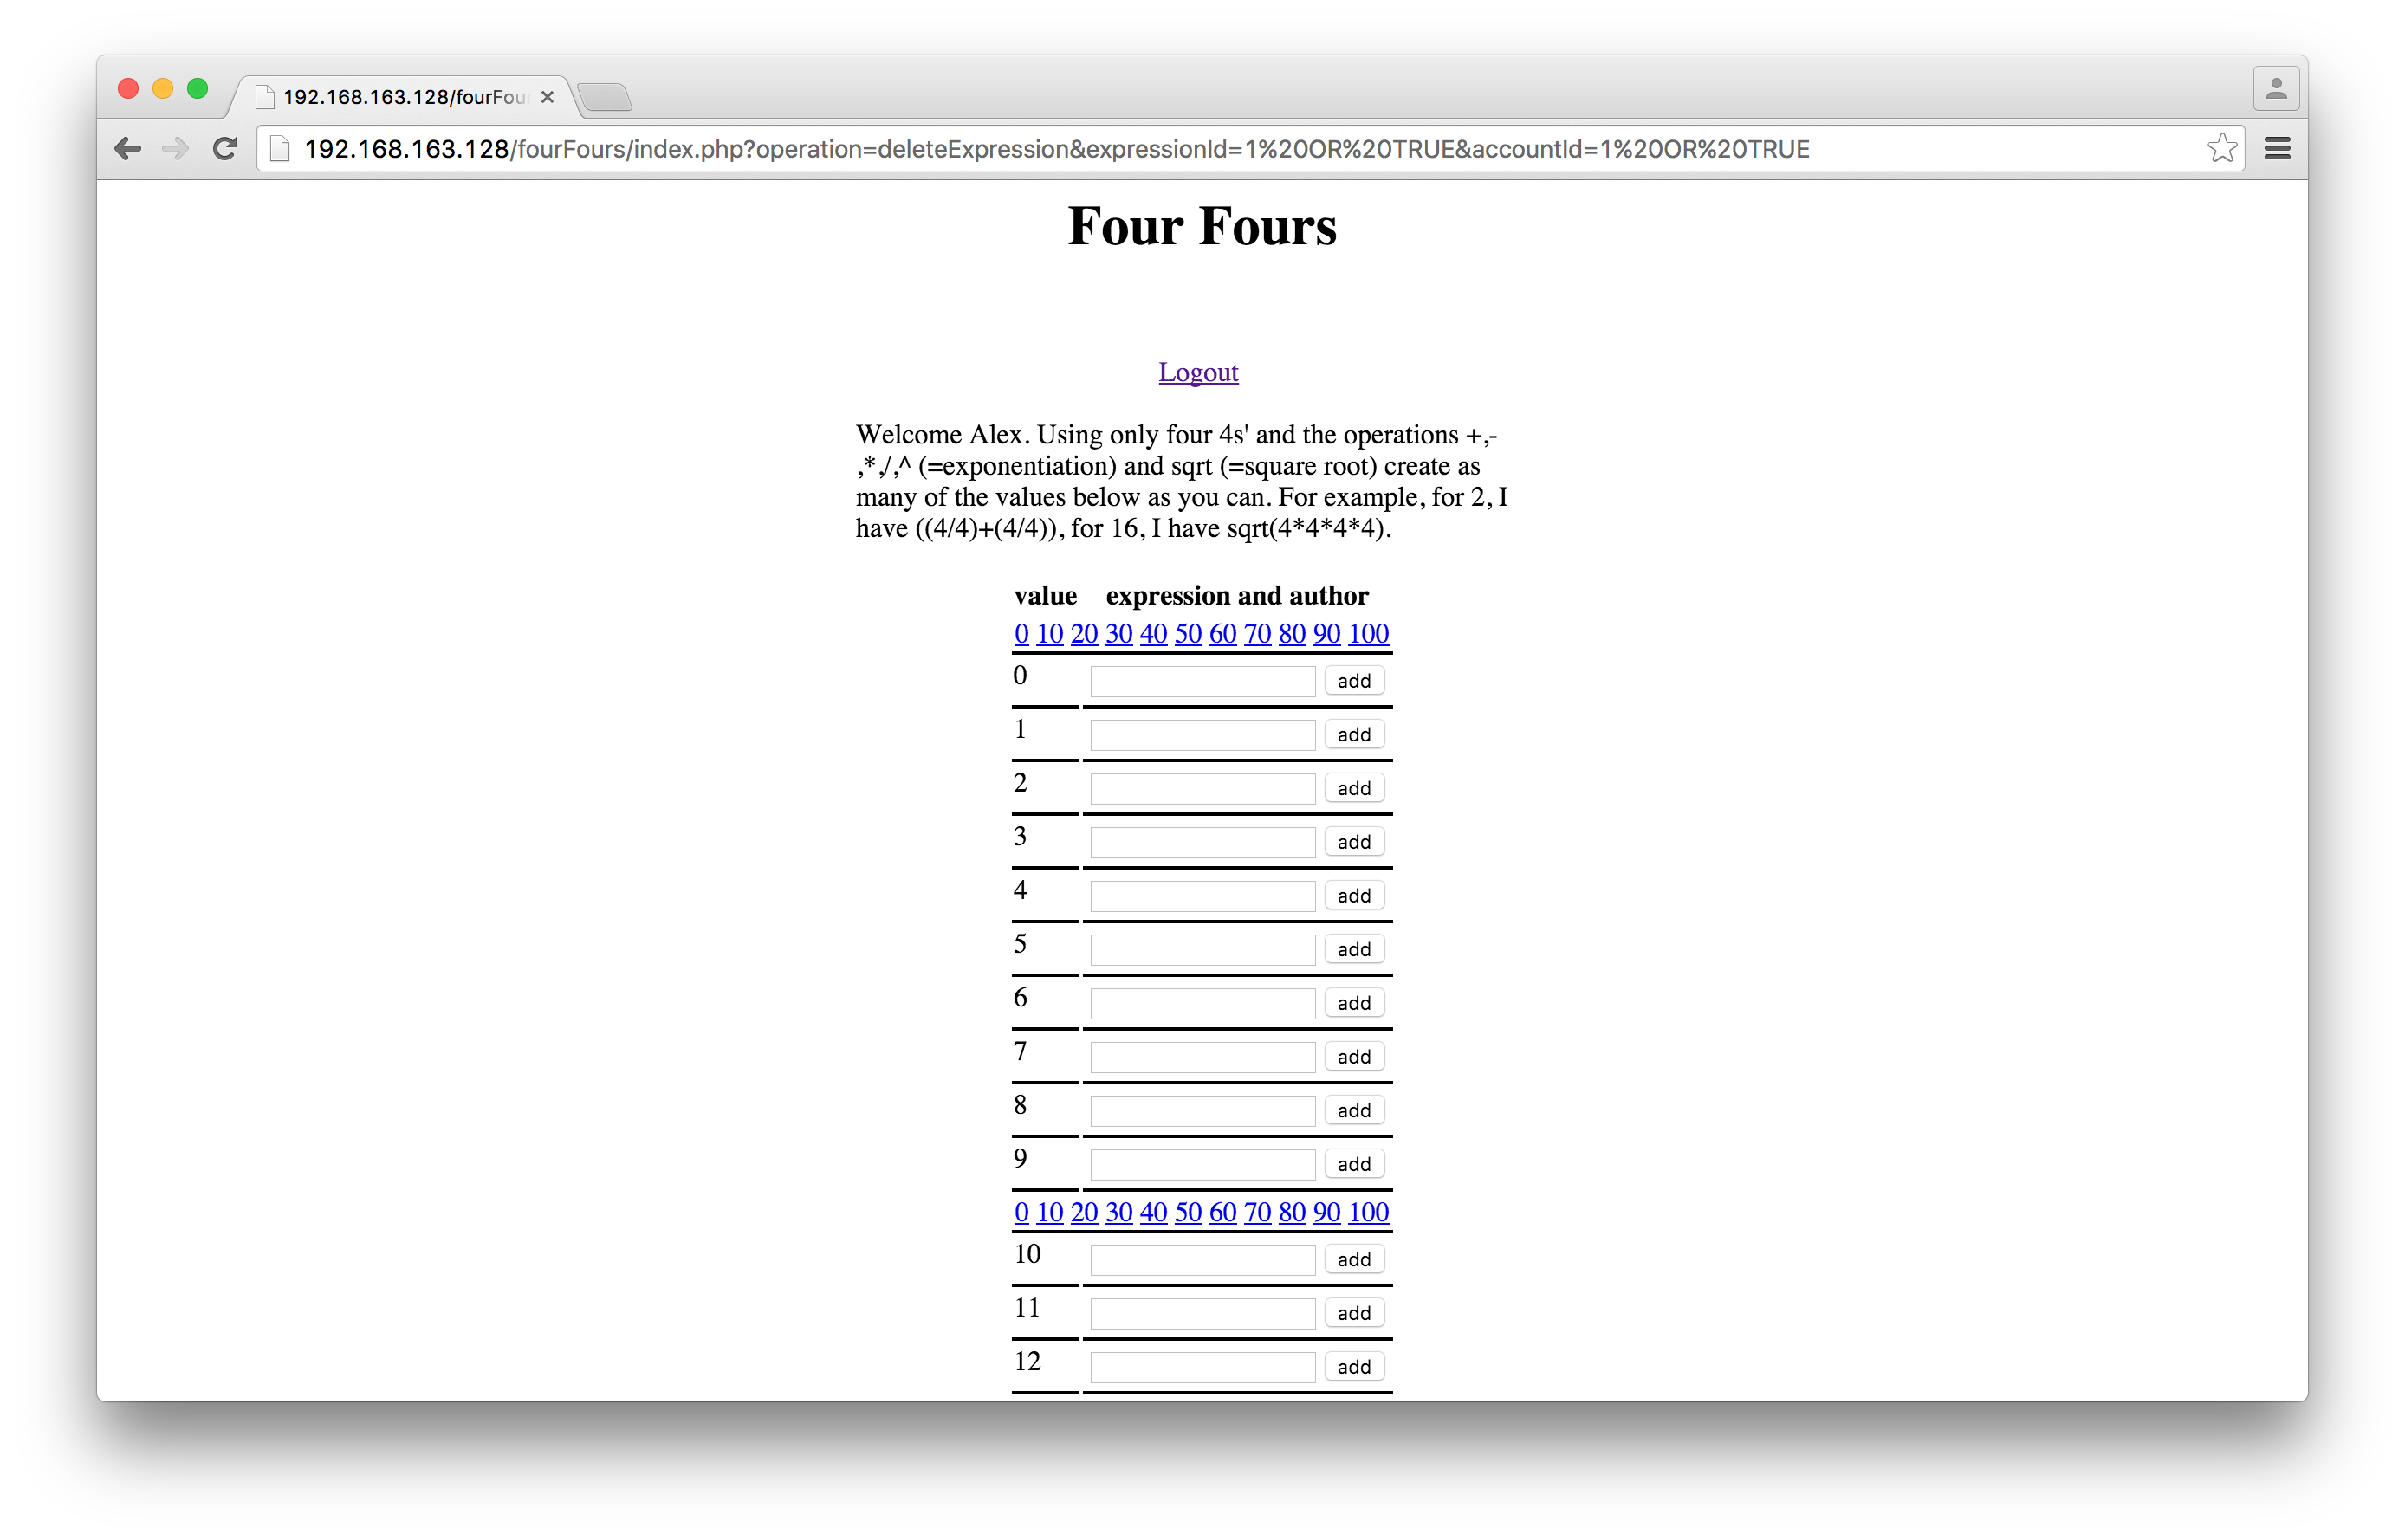 192.168.163.128/fourFou
192.168.163.128/fourFours/index.php?operation=deleteExpression&expressionId=1%20OR%20TRUE&accountId=1%20OR%20TRUE
Four Fours
Logout
Welcome Alex. Using only four 4s' and the operations +,-
,*,/,^ (=exponentiation) and sqrt (=square root) create as
many of the values below as you can. For example, for 2, I
have ((4/4)+(4/4)), for 16, I have sqrt(4*4*4*4).
value expression and author
0 10 20 30 40 50 60 70 80 90 100
0 add
1 add
2 add
3 add
4 add
5 add
6 add
7 add
8 add
9 add
0 10 20 30 40 50 60 70 80 90 100
10 add
11 add
12 add